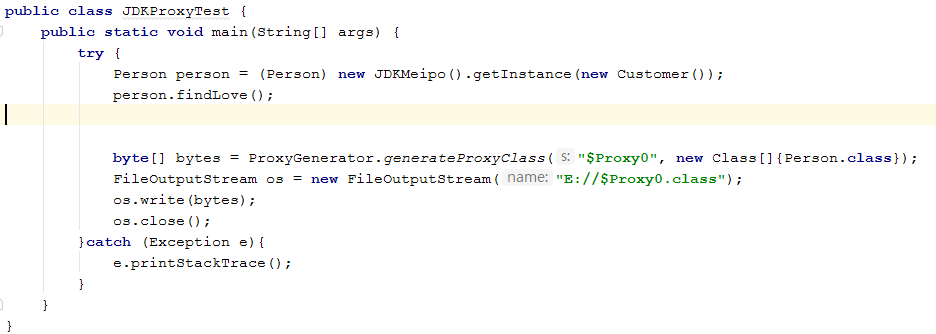 public class JDKProxyTest {
    public static void main(String[] args) {
        try {
            Person person = (Person) new JDKMeipo().getInstance(new Customer());
            person.findLove();
            byte[] bytes = ProxyGenerator.generateProxyClass( s: "$Proxy0", new Class[]{Person.class});
            FileOutputStream os = new FileOutputStream( name: "E://$Proxy0.class");
            os.write(bytes);
            os.close();
        }catch (Exception e){
            e.printStackTrace();
        }
    }
}